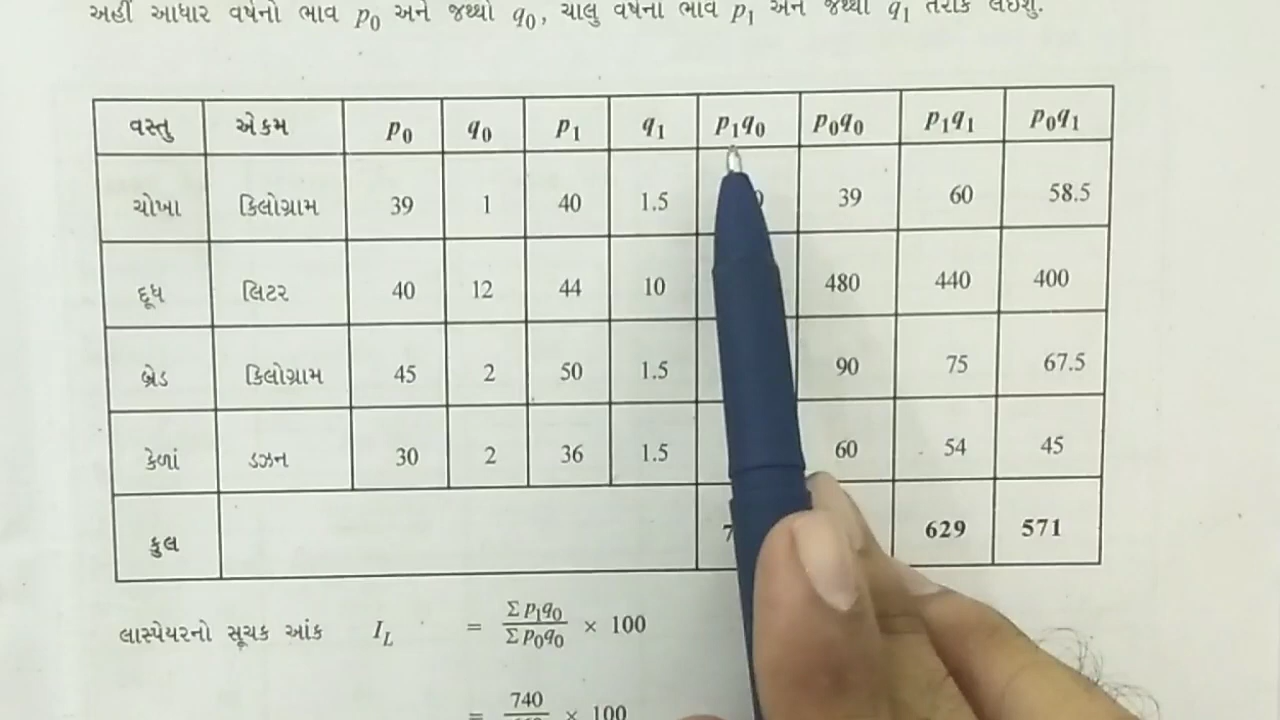 અહીં આધાર વર્ષનો ભાવ p₀ અને જથ્થો q₀, ચાલુ વર્ષના ભાવ p₁ અને જથ્થો q₁ તરીકે લઈશું.
વસ્તુ એકમ p₀ q₀ p₁ q₁ p₁q₀ p₀q₀ p₁q₁ p₀q₁
ચોખા કિલોગ્રામ 39 1 40 1.5 39 60 58.5
દૂધ લિટર 40 12 44 10 480 440 400
બ્રેડ કિલોગ્રામ 45 2 50 1.5 90 75 67.5
કેળાં ડઝન 30 2 36 1.5 60 54 45
કુલ 629 571
લાસ્પેયરનો સૂચક આંક I_L = Σ p₁q₀ / Σ p₀q₀ × 100
= 740 / × 100